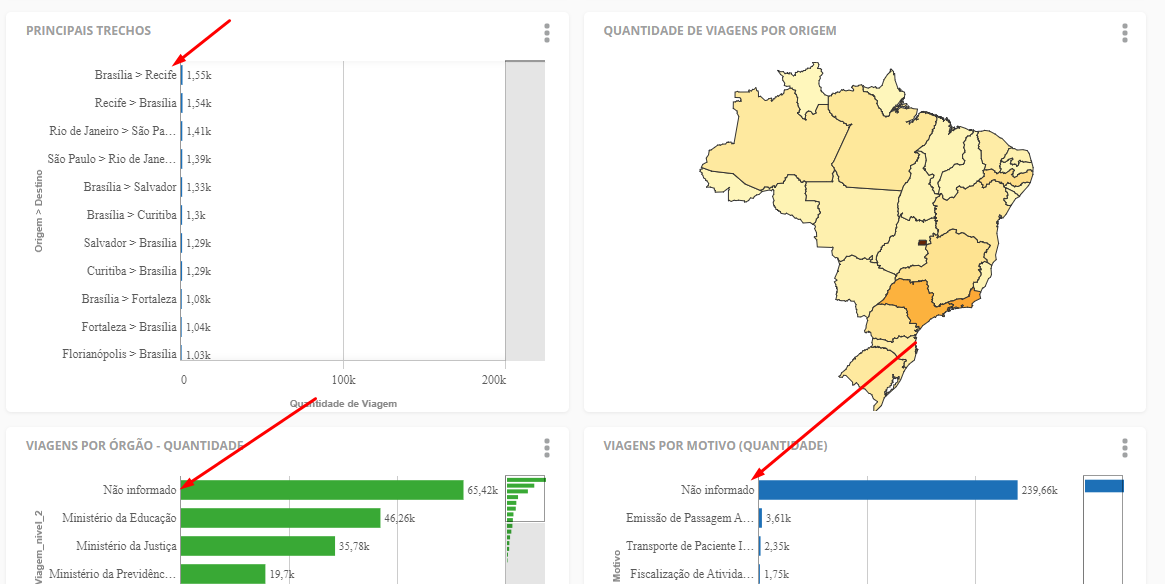 PRINCIPAIS TRECHOS
Origem > Destino
Brasília > Recife 1,55k
Recife > Brasília 1,54k
Rio de Janeiro > São Pa... 1,41k
São Paulo > Rio de Jane... 1,39k
Brasília > Salvador 1,33k
Brasília > Curitiba 1,3k
Salvador > Brasília 1,29k
Curitiba > Brasília 1,29k
Brasília > Fortaleza 1,08k
Fortaleza > Brasília 1,04k
Florianópolis > Brasília 1,03k
0 100k 200k
Quantidade de Viagem
QUANTIDADE DE VIAGENS POR ORIGEM
VIAGENS POR ÓRGÃO - QUANTIDADE
Viagem_nivel_2
Não informado 65,42k
Ministério da Educação 46,26k
Ministério da Justiça 35,78k
Ministério da Previdênc... 19,7k
VIAGENS POR MOTIVO (QUANTIDADE)
Motivo
Não informado 239,66k
Emissão de Passagem A... 3,61k
Transporte de Paciente I... 2,35k
Fiscalização de Ativida... 1,75k